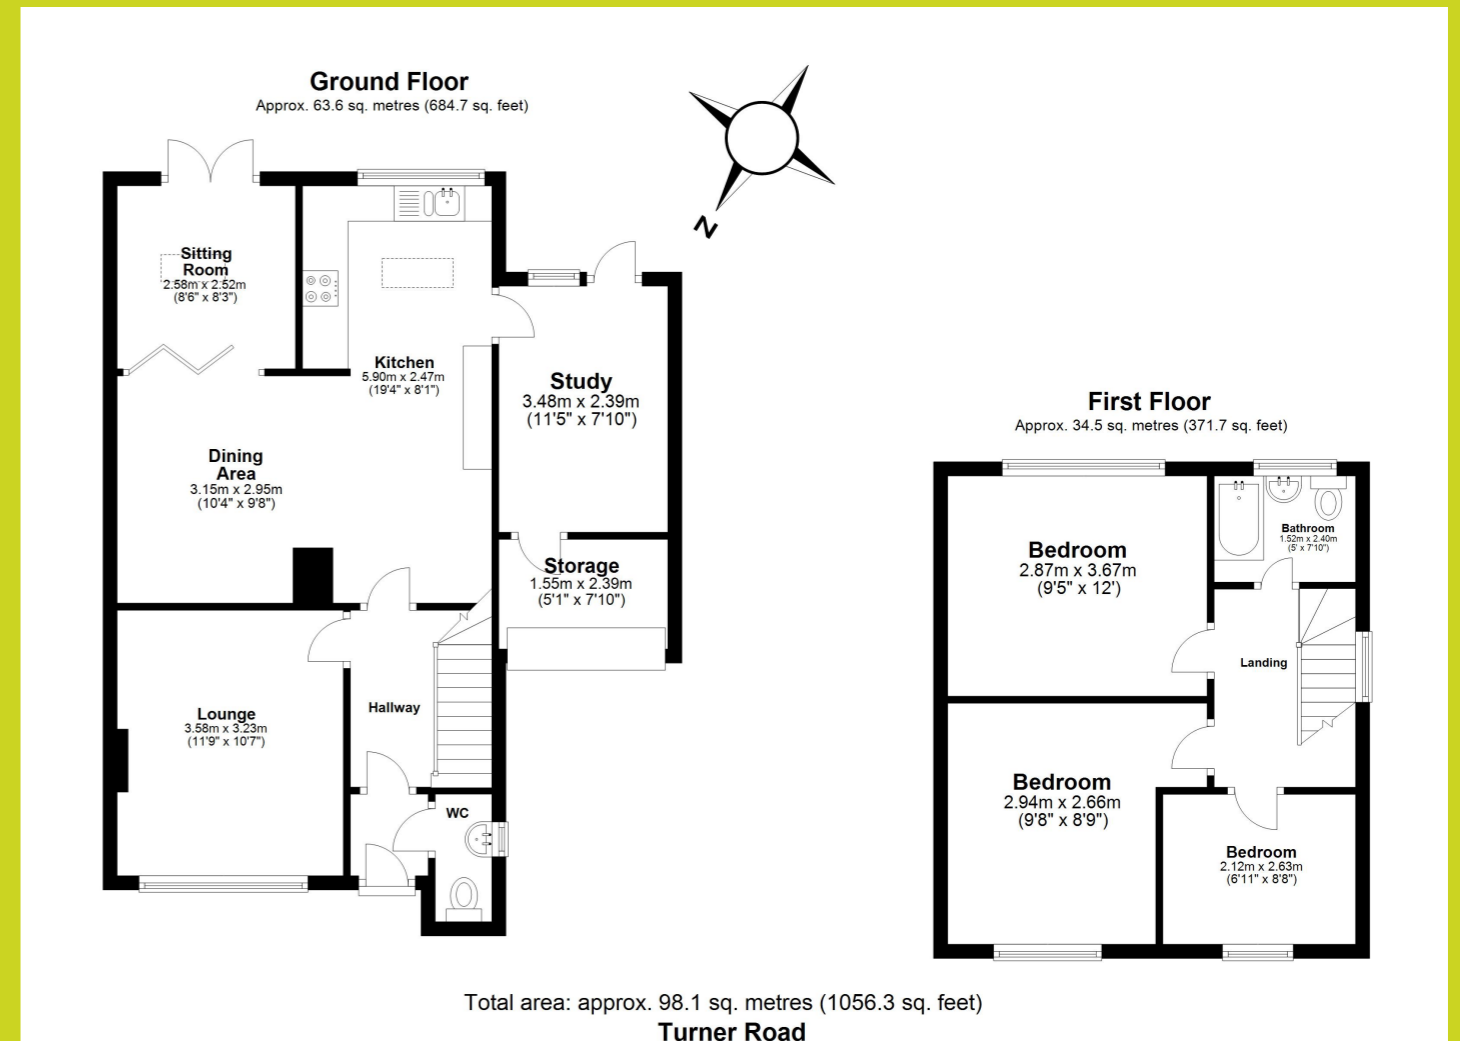 Ground Floor
Approx. 63.6 sq. metres (684.7 sq. feet)
N
Sitting
Room
2.58m x 2.52m
(8'6" x 8'3")
Kitchen
5.90m x 2.47m
(19'4" x 8'1")
Study
3.48m x 2.39m
(11'5" x 7'10")
Dining
Area
3.15m x 2.95m
(10'4" x 9'8")
Storage
1.55m x 2.39m
(5'1" x 7'10")
Lounge
3.58m x 3.23m
(11'9" x 10'7")
Hallway
WC
First Floor
Approx. 34.5 sq. metres (371.7 sq. feet)
Bedroom
2.87m x 3.67m
(9'5" x 12')
Bathroom
1.52m x 2.40m
(5' x 7'10")
Landing
Bedroom
2.94m x 2.66m
(9'8" x 8'9")
Bedroom
2.12m x 2.63m
(6'11" x 8'8")
Total area: approx. 98.1 sq. metres (1056.3 sq. feet)
Turner Road